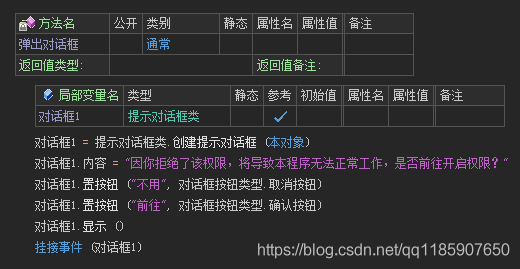 方法名 公开 类别 静态 属性名 属性值 备注
弹出对话框 通常
返回值类型: 返回值备注:
局部变量名 类型 静态 参考 初始值 属性名 属性值 备注
对话框1 提示对话框类 ✓
对话框1 = 提示对话框类.创建提示对话框 (本对象)
对话框1.内容 = "因你拒绝了该权限，将导致本程序无法正常工作，是否前往开启权限？"
对话框1.置按钮 ("不用", 对话框按钮类型.取消按钮)
对话框1.置按钮 ("前往", 对话框按钮类型.确认按钮)
对话框1.显示 ()
挂接事件 (对话框1)
https://blog.csdn.net/qq1185907650